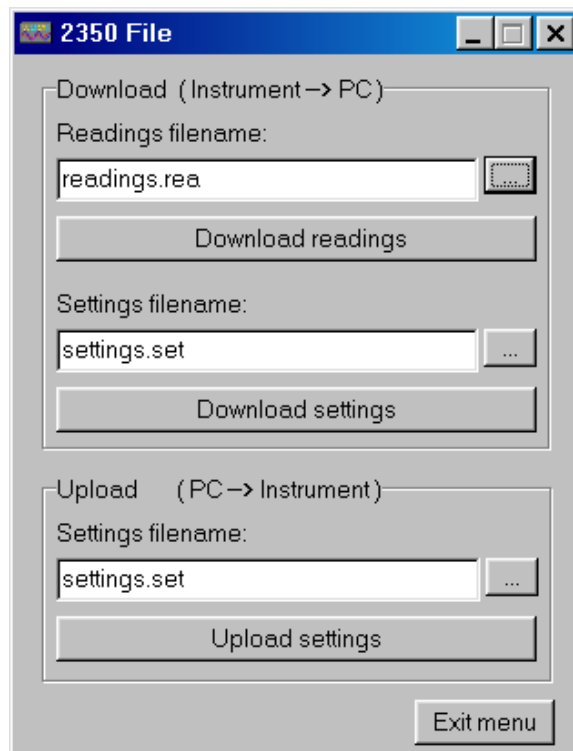 2350 File
Download (Instrument-> PC)
Readings filename:
readings.rea
...
Download readings
Settings filename:
settings.set
...
Download settings
Upload (PC-> Instrument)
Settings filename:
settings.set
...
Upload settings
Exit menu